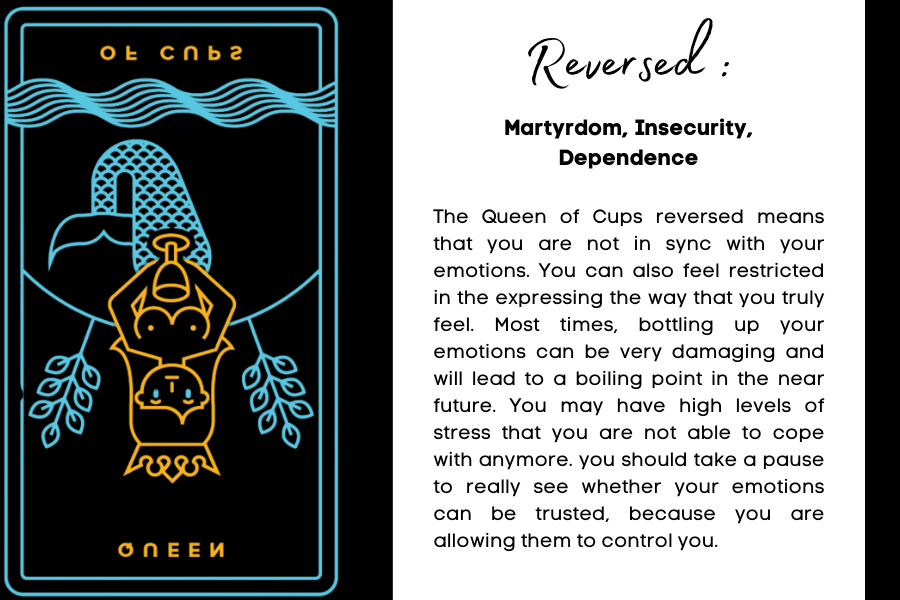 OF CUPS
QUEEN
Reversed :
Martyrdom, Insecurity,
Dependence
The Queen of Cups reversed means
that you are not in sync with your
emotions. You can also feel restricted
in the expressing the way that you truly
feel. Most times, bottling up your
emotions can be very damaging and
will lead to a boiling point in the near
future. You may have high levels of
stress that you are not able to cope
with anymore. you should take a pause
to really see whether your emotions
can be trusted, because you are
allowing them to control you.